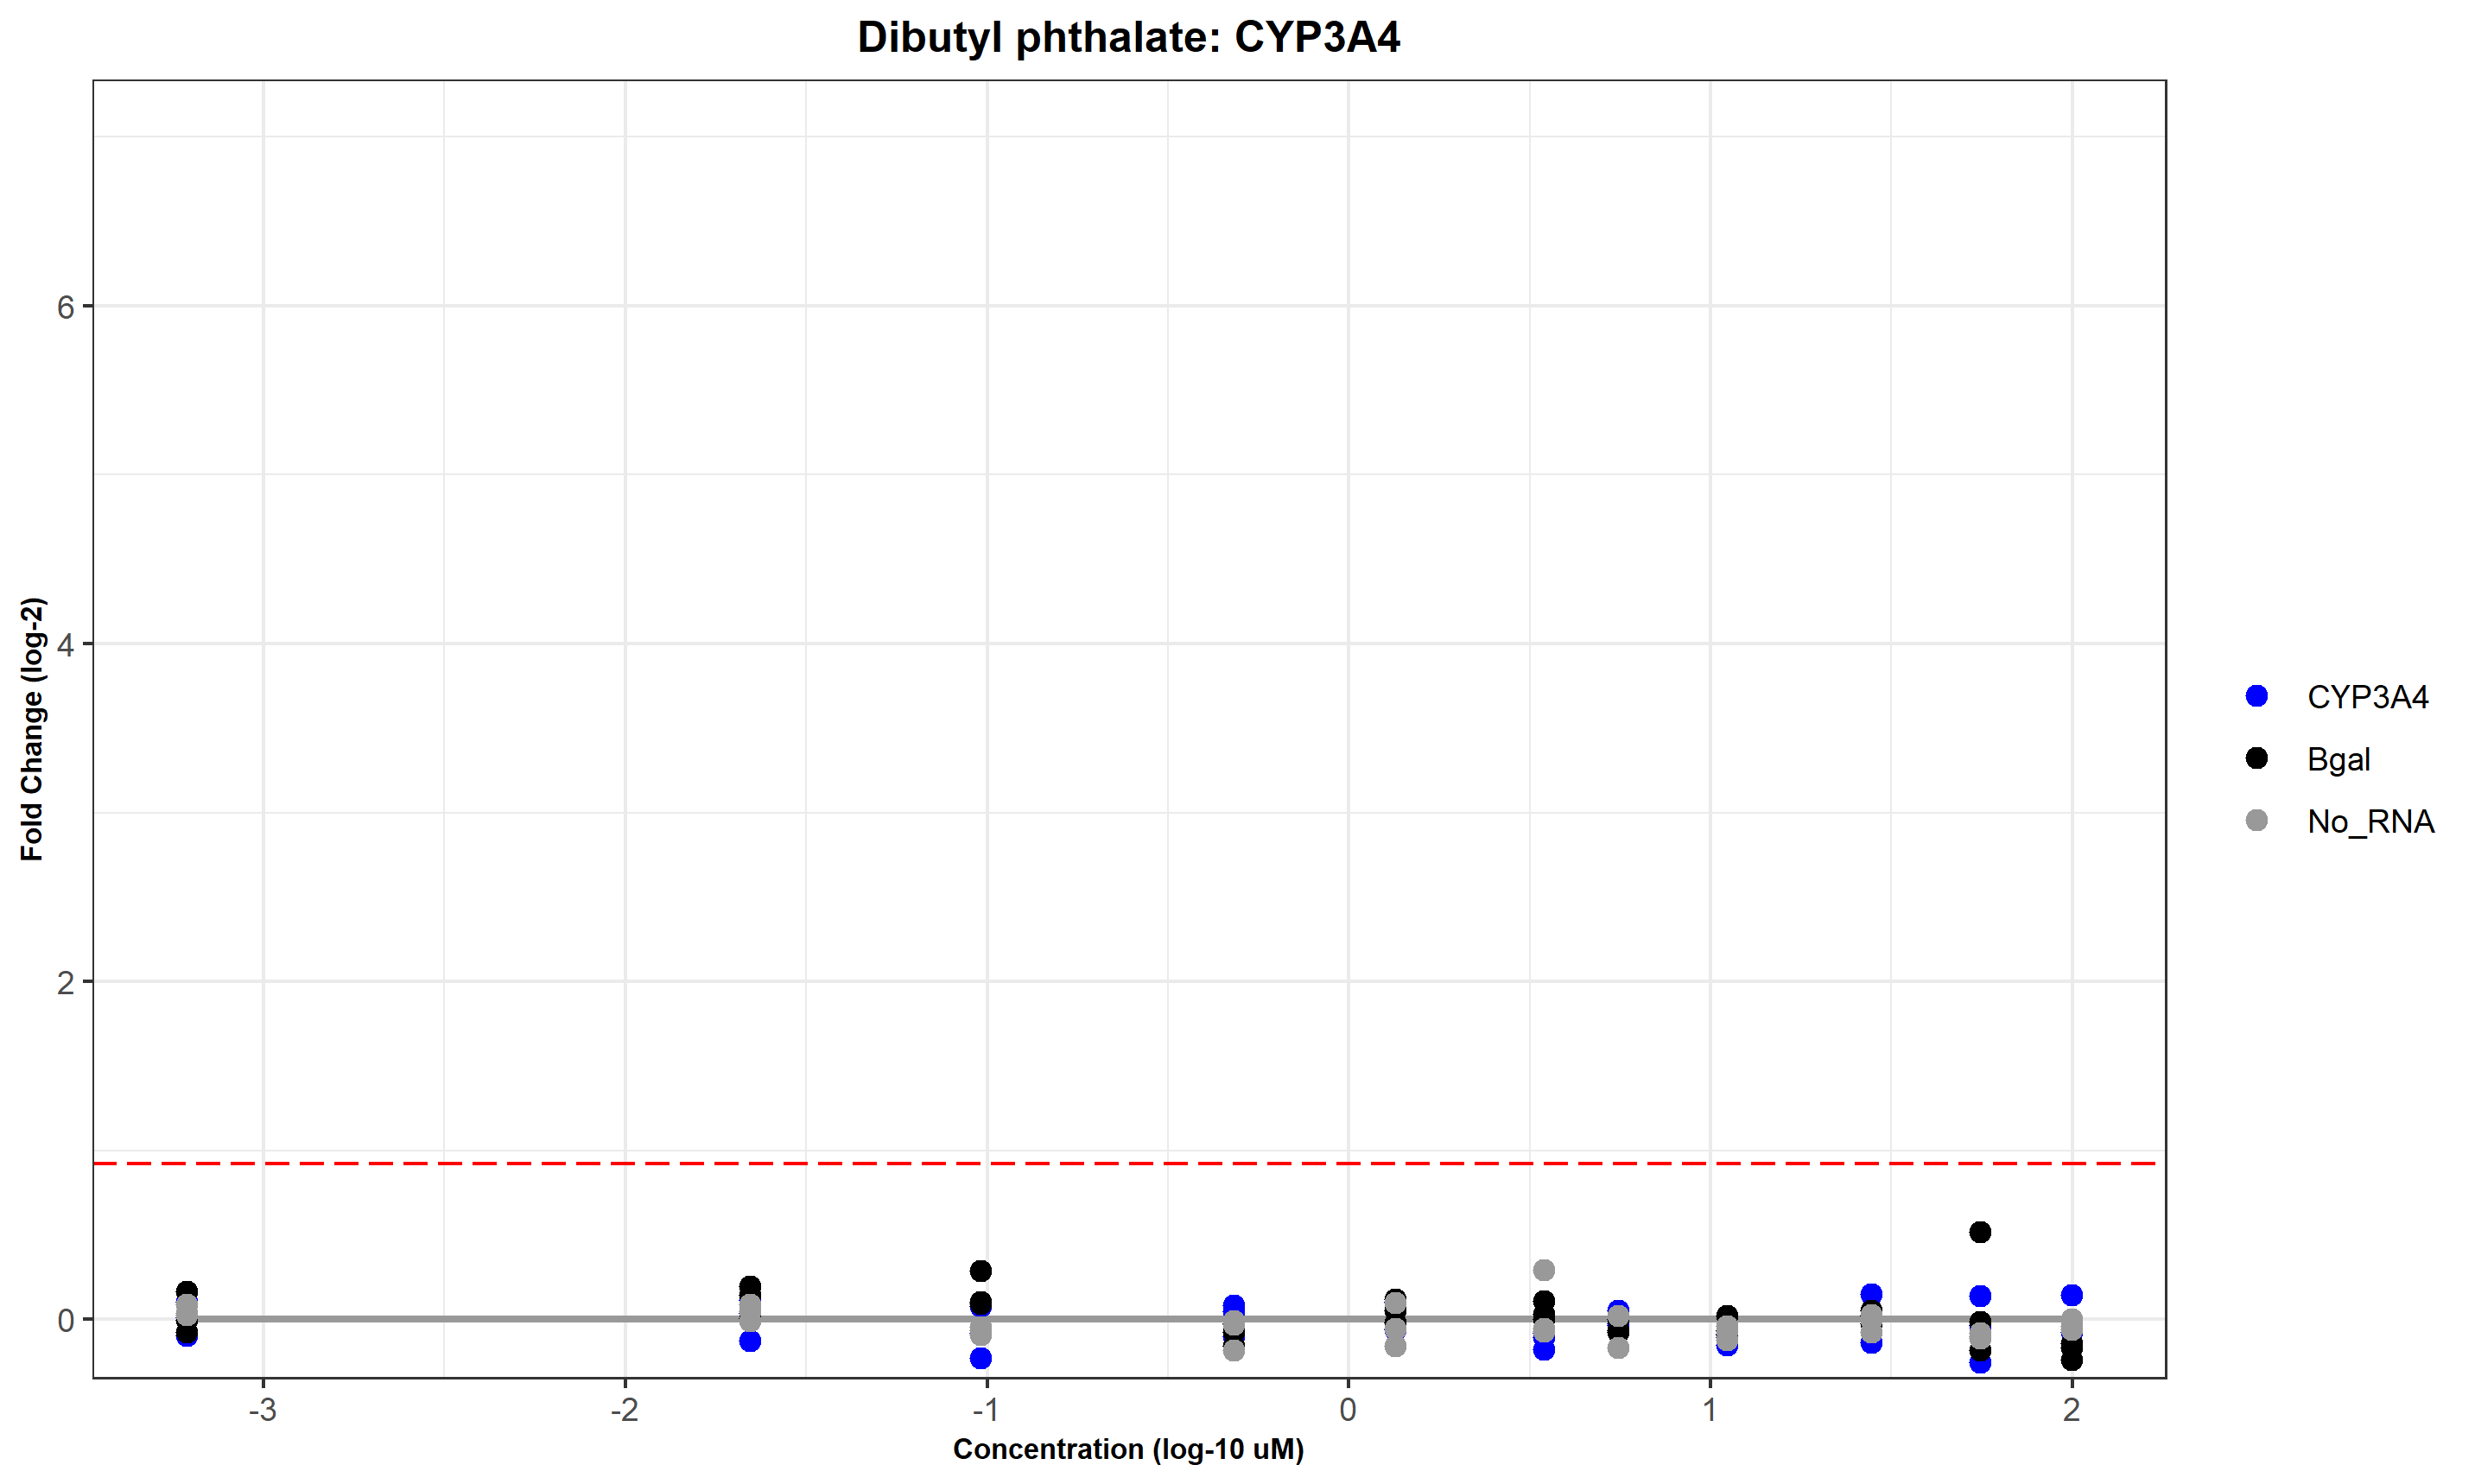 Dibutyl phthalate: CYP3A4
Fold Change (log-2)
6
4
2
0
-3
-2
-1
0
1
2
Concentration (log-10 uM)
CYP3A4
Bgal
No_RNA